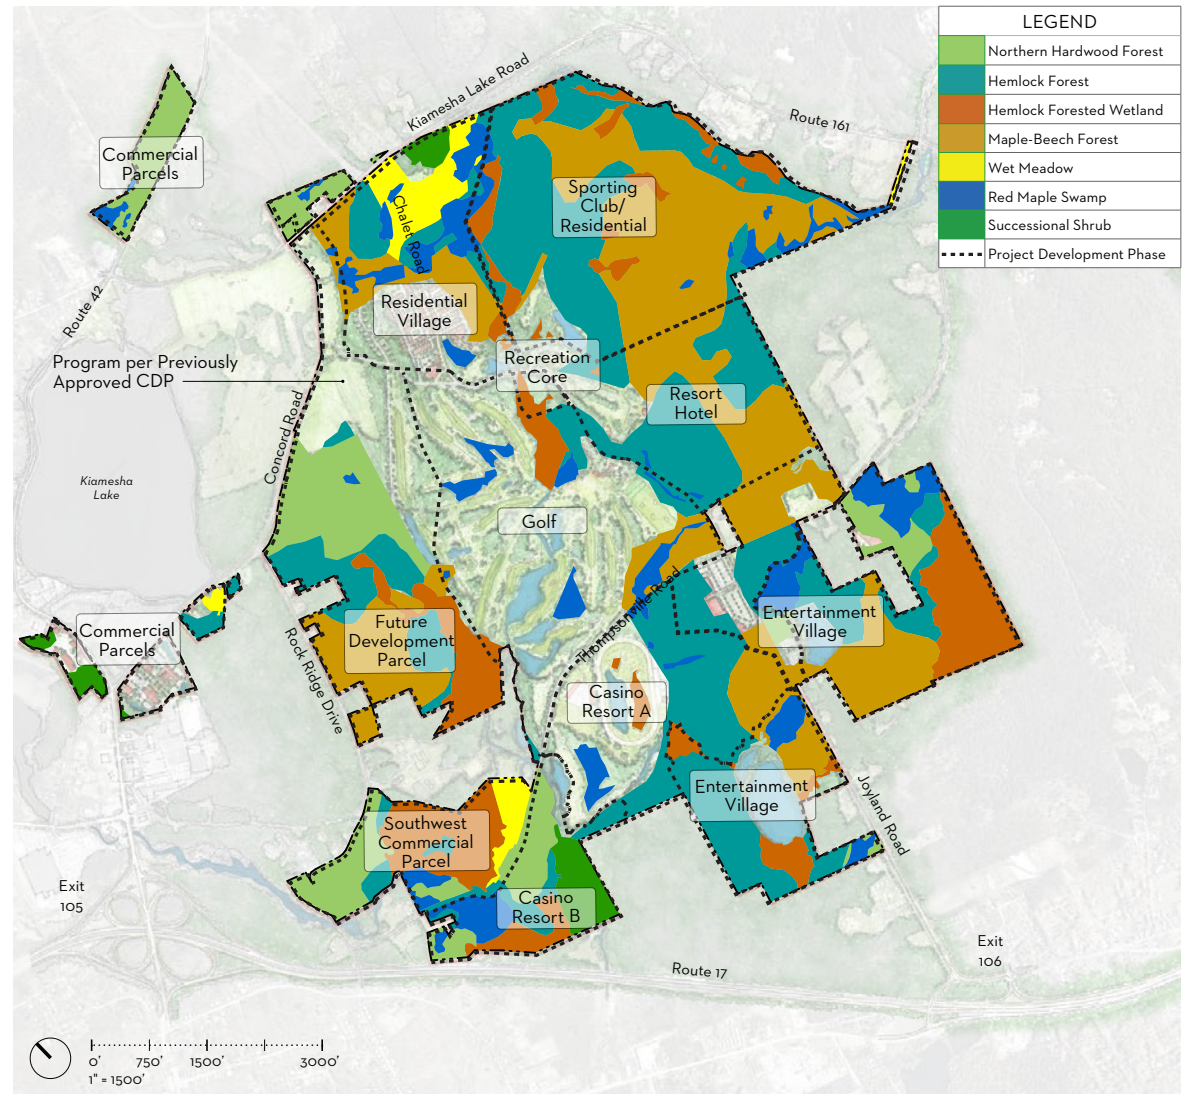 LEGEND
Northern Hardwood Forest
Hemlock Forest
Hemlock Forested Wetland
Maple-Beech Forest
Wet Meadow
Red Maple Swamp
Successional Shrub
Project Development Phase
Kiamesha Lake Road
Route 161
Commercial
Parcels
Sporting
Club/
Residential
Chalet Road
Route 42
Residential
Village
Program per Previously
Approved CDP
Recreation
Core
Resort
Hotel
Concord Road
Kiamesha
Lake
Golf
Thompsonville Road
Entertainment
Village
Commercial
Parcels
Future
Development
Parcel
Rock Ridge Drive
Casino
Resort A
Entertainment
Village
Joyland Road
Southwest
Commercial
Parcel
Casino
Resort B
Exit
105
Exit
106
Route 17
0' 750' 1500' 3000'
1" = 1500'